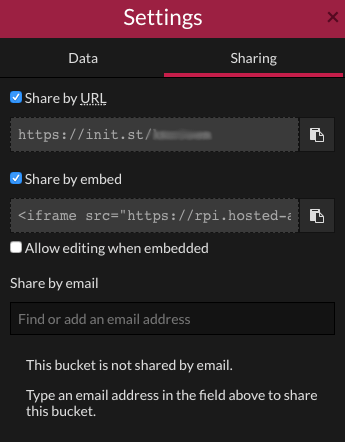 Settings
×
Data
Sharing
Share by URL
https://init.st/
Share by embed
<iframe src="https://rpi.hosted-a
Allow editing when embedded
Share by email
Find or add an email address
This bucket is not shared by email.
Type an email address in the field above to share
this bucket.